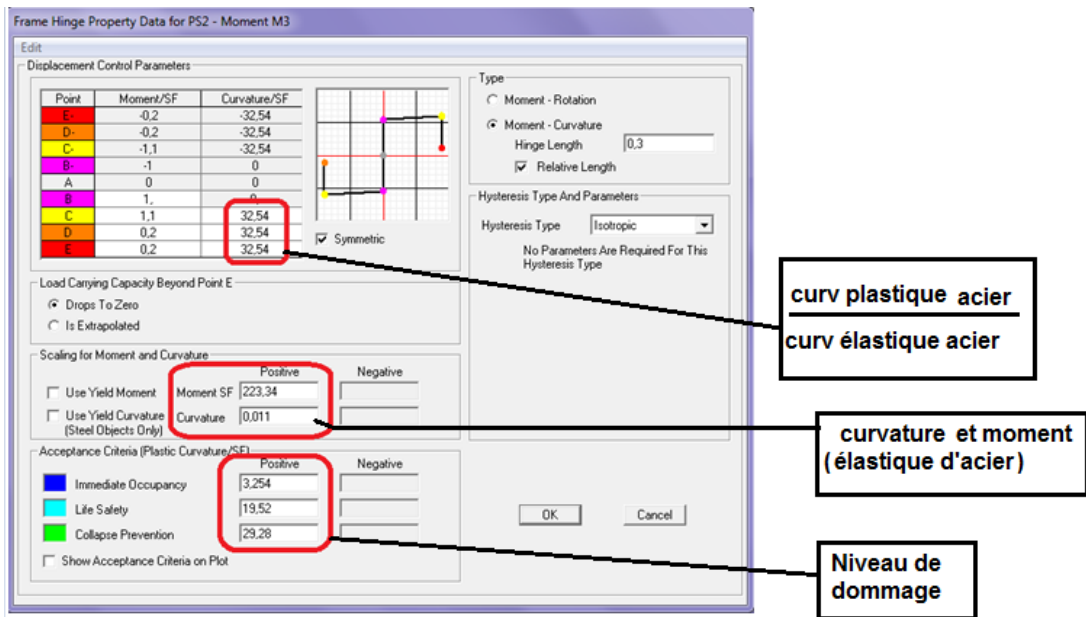 Frame Hinge Property Data for PS2 - Moment M3
Edit
Displacement Control Parameters
Point Moment/SF Curvature/SF
E- -0,2 -32,54
D- -0,2 -32,54
C- -1,1 -32,54
B- -1 0
A 0 0
B 1, 0,
C 1,1 32,54
D 0,2 32,54
E 0,2 32,54
Symmetric
Load Carrying Capacity Beyond Point E
Drops To Zero
Is Extrapolated
Scaling for Moment and Curvature
Positive Negative
Use Yield Moment Moment SF 223,34
Use Yield Curvature Curvature 0,011
(Steel Objects Only)
Acceptance Criteria (Plastic Curvature/SF)
Positive Negative
Immediate Occupancy 3,254
Life Safety 19,52
Collapse Prevention 29,28
Show Acceptance Criteria on Plot
Type
Moment - Rotation
Moment - Curvature
Hinge Length 0,3
Relative Length
Hysteresis Type And Parameters
Hysteresis Type Isotropic
No Parameters Are Required For This
Hysteresis Type
OK Cancel
curv plastique acier
curv élastique acier
curvature et moment
(élastique d'acier)
Niveau de
dommage